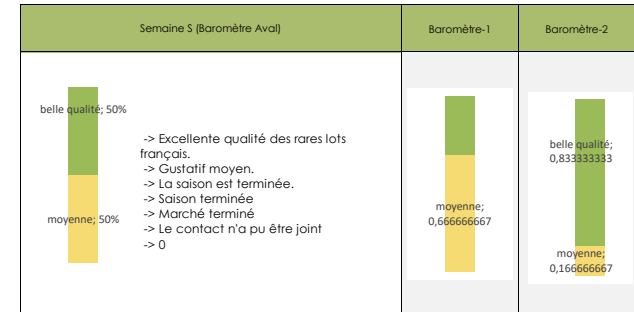 Semaine S (Baromètre Aval)
Baromètre-1
Baromètre-2
belle qualité; 50%
moyenne; 50%
-> Excellente qualité des rares lots
français.
-> Gustatif moyen.
-> La saison est terminée.
-> Saison terminée
-> Marché terminé
-> Le contact n'a pu être joint
-> 0
moyenne;
0,666666667
belle qualité;
0,833333333
moyenne;
0,166666667